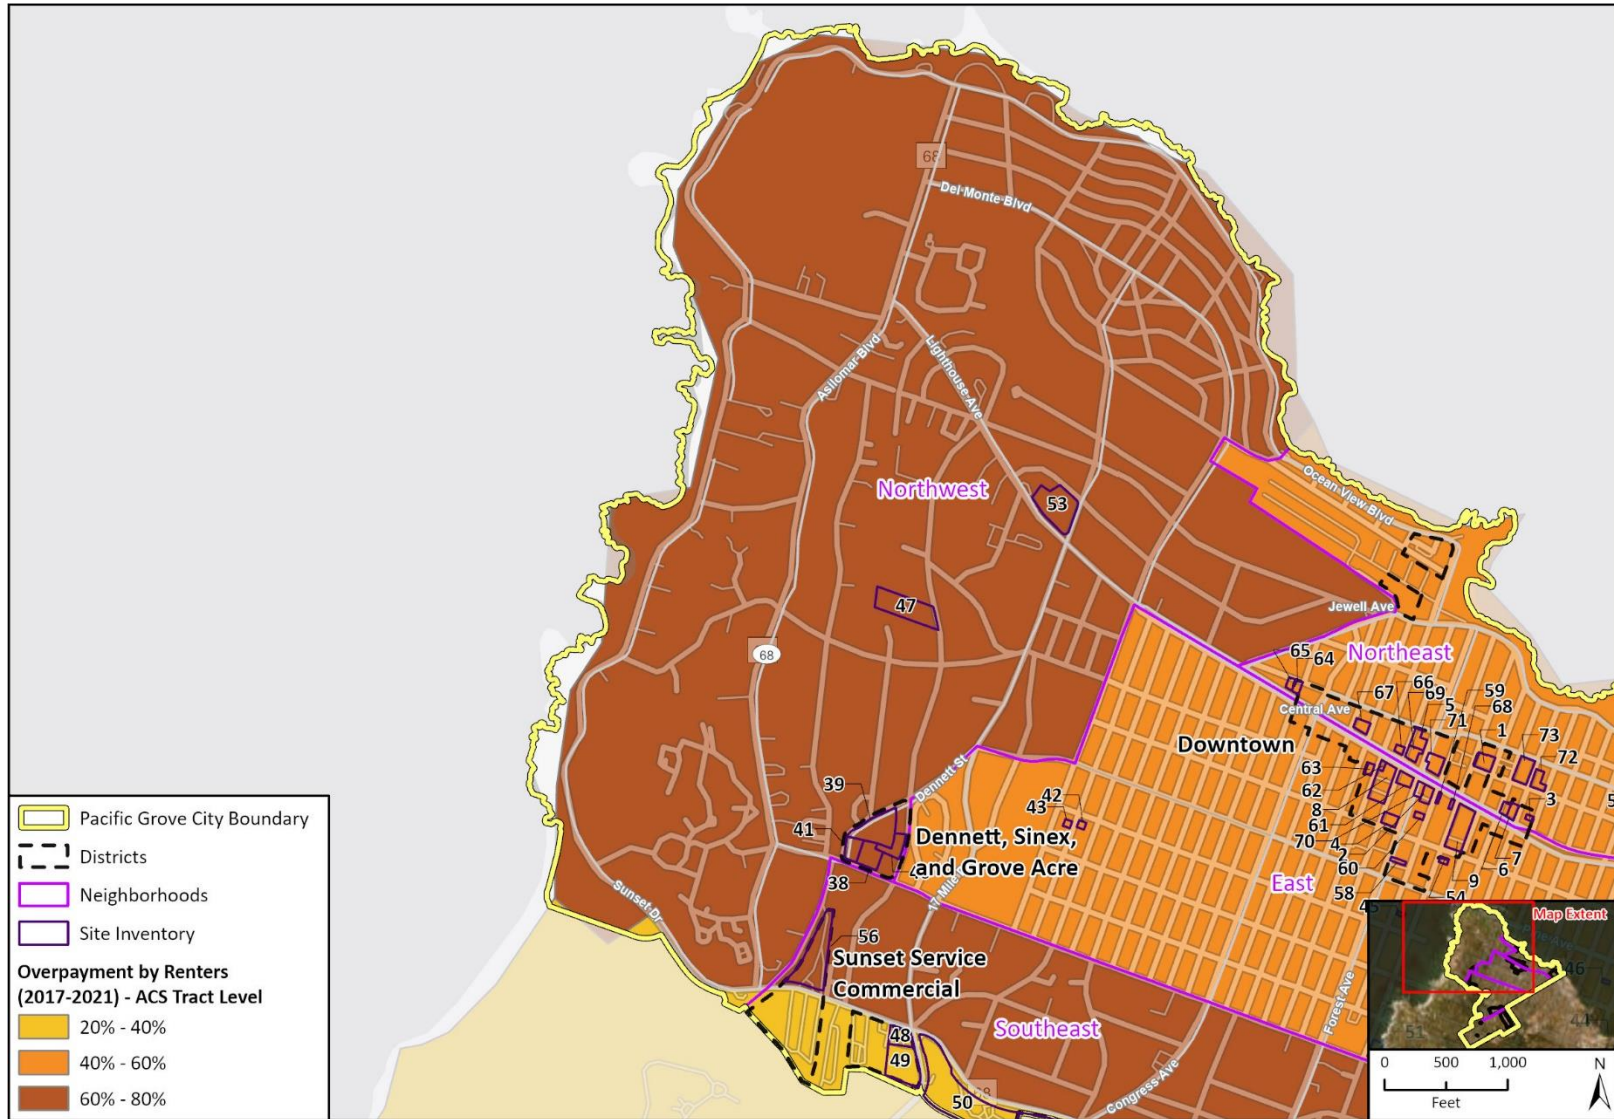 68
Del Monte Blvd
Asilomar Blvd
Lighthouse Ave
Northwest
53
Ocean View Blvd
47
Jewell Ave
68
65
64
Northeast
67
66
69
59
5
68
Central Ave
71
1
73
72
Downtown
63
62
8
61
70
4
2
60
58
3
7
6
9
54
39
Dennett St
43
42
41
Dennett, Sinex,
and Grove Acre
38
East
Sunset Dr
56
Sunset Service
Commercial
48
49
50
Southeast
Congress Ave
Forest Ave
Map Extent
46
44
51
Pacific Grove City Boundary
Districts
Neighborhoods
Site Inventory
Overpayment by Renters
(2017-2021) - ACS Tract Level
20% - 40%
40% - 60%
60% - 80%
0 500 1,000
Feet
N